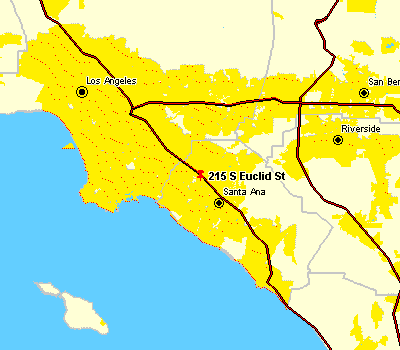 San Ber
Los Angeles
Riverside
215 S Euclid St
Santa Ana